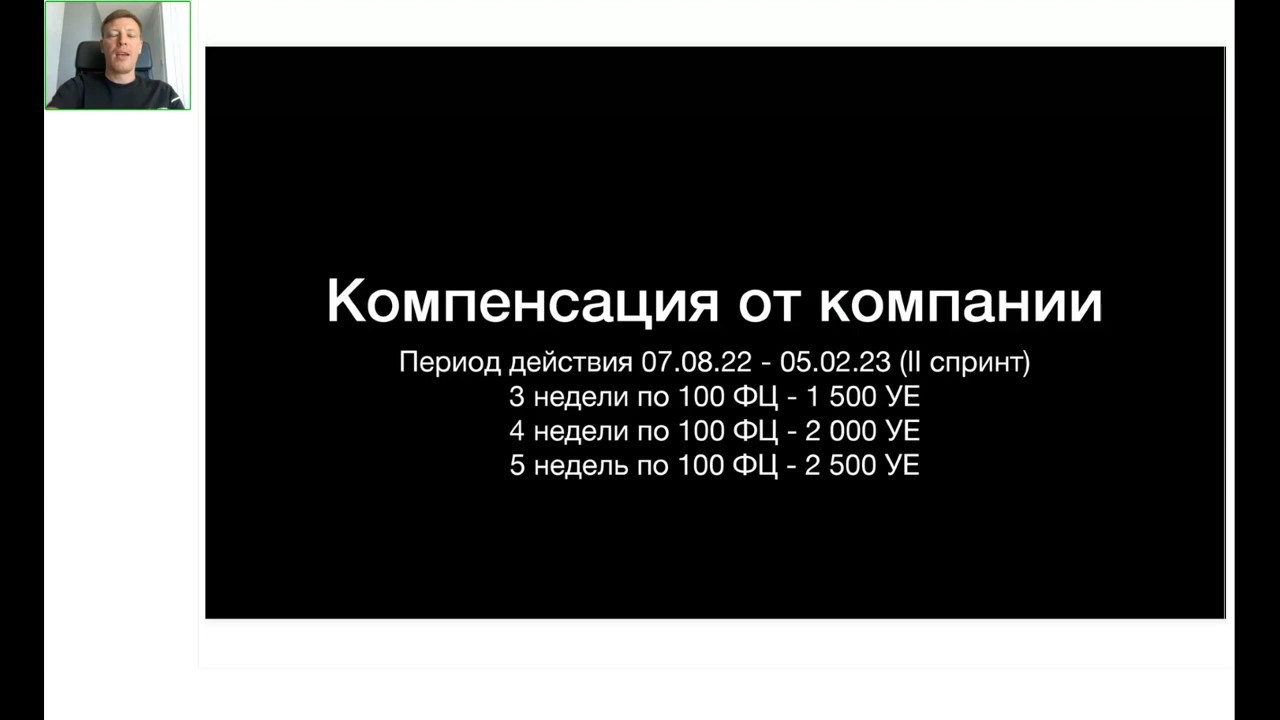 Компенсация от компании
Период действия 07.08.22 - 05.02.23 (II спринт)
3 недели по 100 ФЦ - 1 500 УЕ
4 недели по 100 ФЦ - 2 000 УЕ
5 недель по 100 ФЦ - 2 500 УЕ